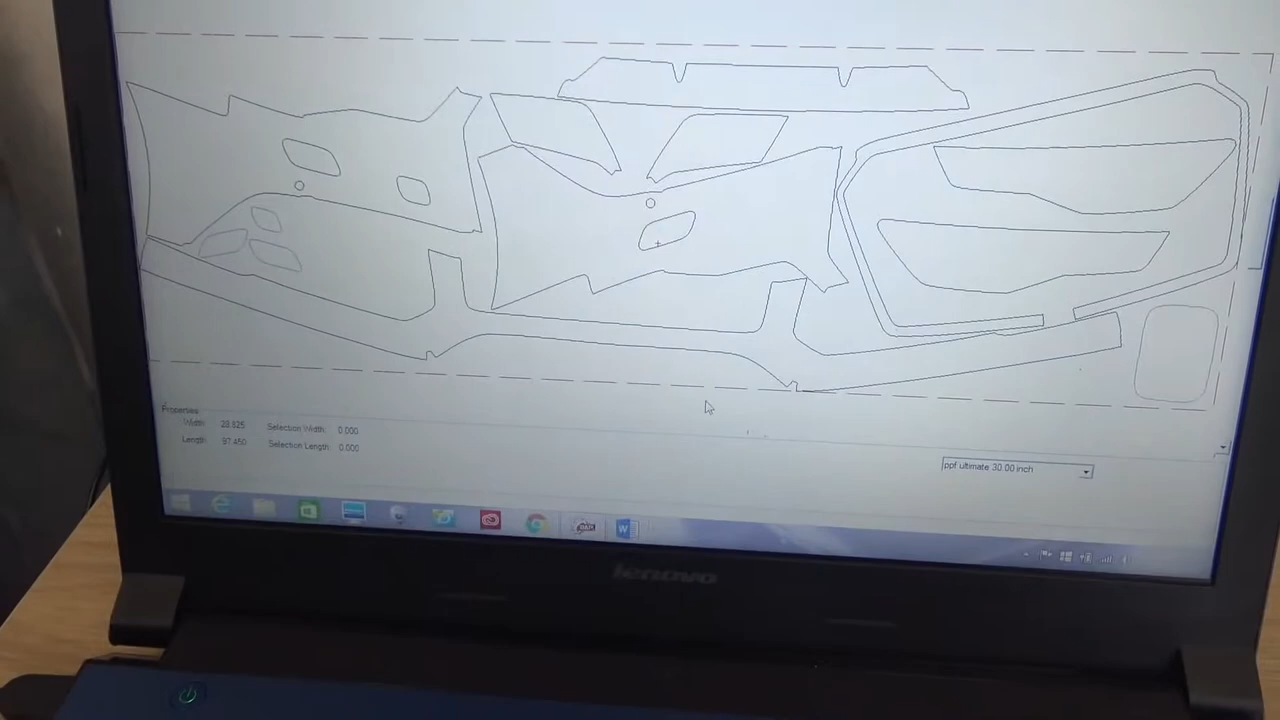 Properties
Width: 28.625 Selection Width: 0.000
Length: 97.450 Selection Length: 0.000
ppf ultimate 30.00 inch
lenovo